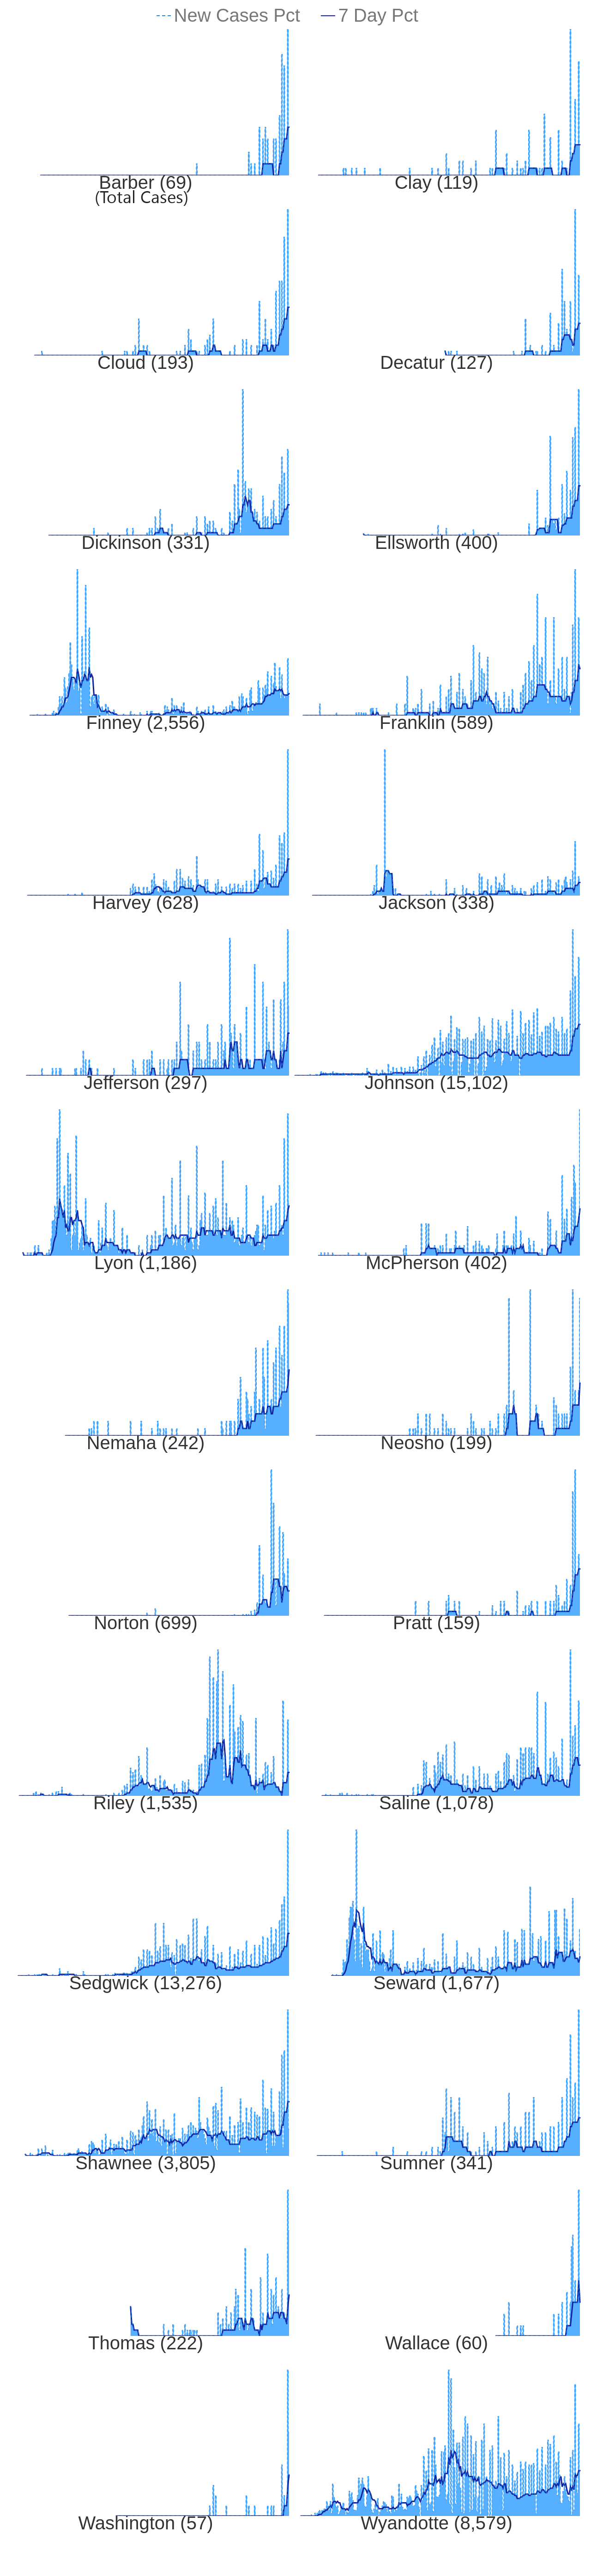 New Cases Pct 7 Day Pct
Barber (69) Clay (119)
(Total Cases)
Cloud (193) Decatur (127)
Dickinson (331) Ellsworth (400)
Finney (2,556) Franklin (589)
Harvey (628) Jackson (338)
Jefferson (297) Johnson (15,102)
Lyon (1,186) McPherson (402)
Nemaha (242) Neosho (199)
Norton (699) Pratt (159)
Riley (1,535) Saline (1,078)
Sedgwick (13,276) Seward (1,677)
Shawnee (3,805) Sumner (341)
Thomas (222) Wallace (60)
Washington (57) Wyandotte (8,579)